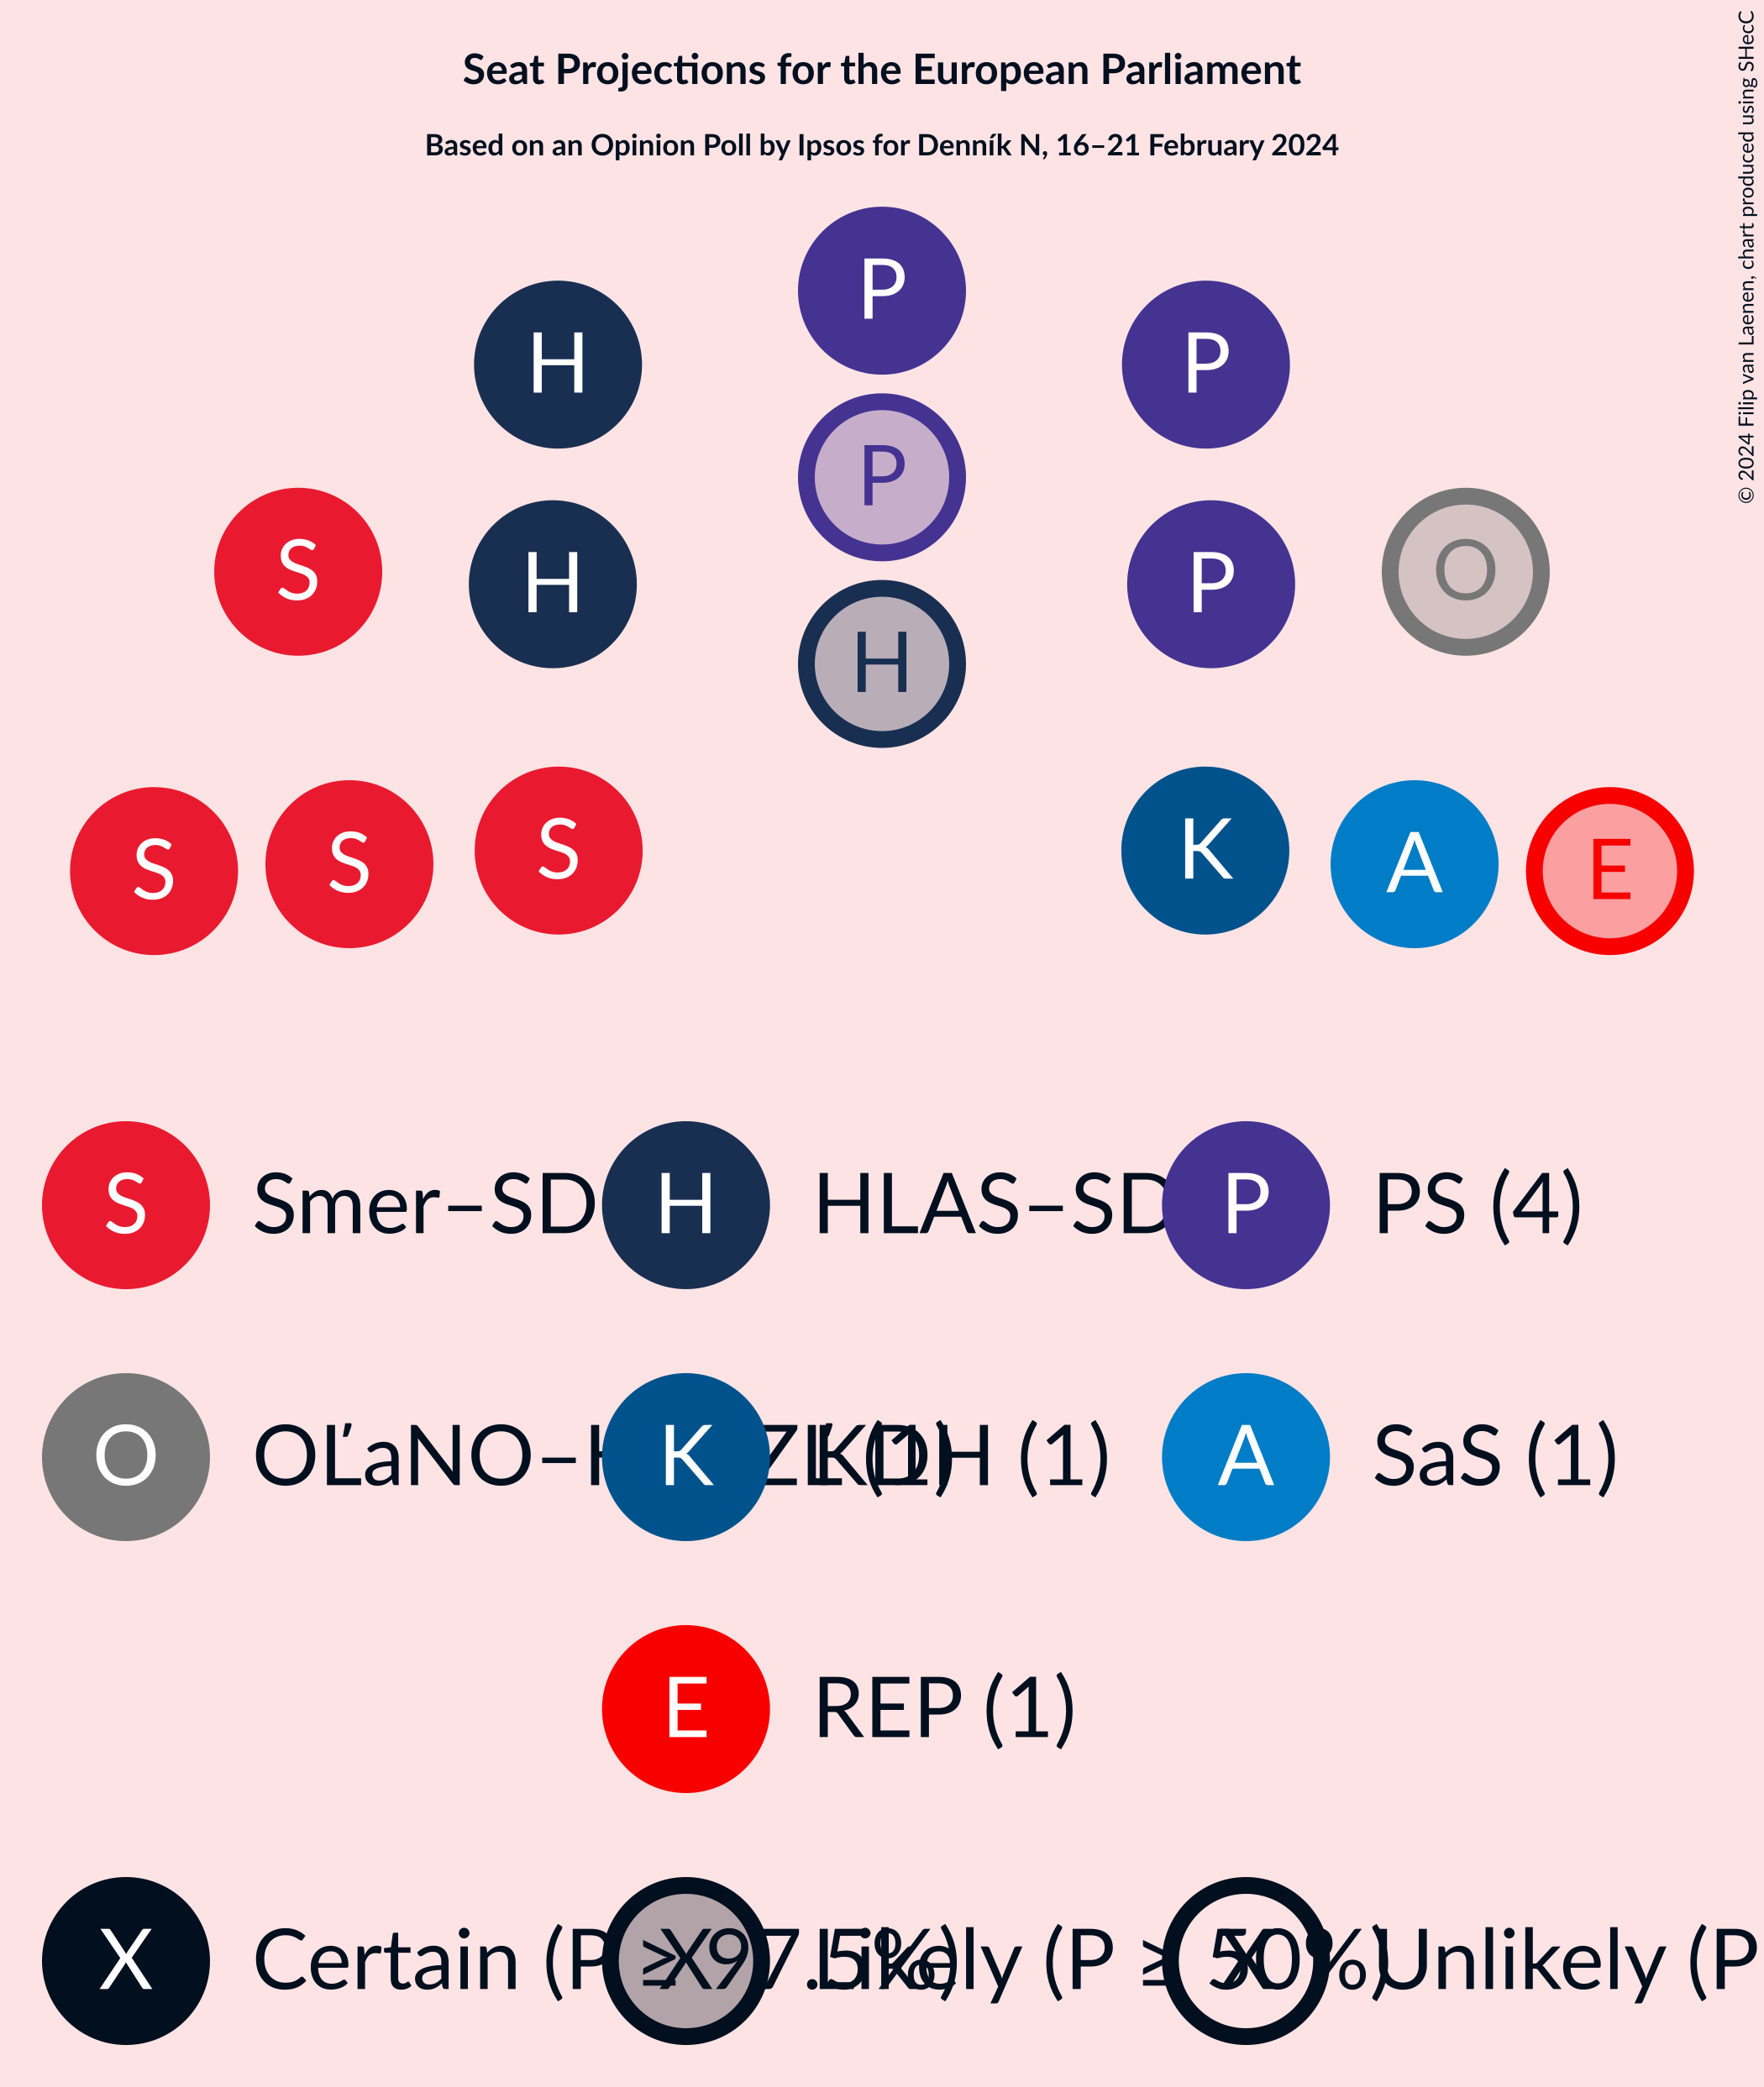 Seat Projections for the European Parliament
Based on an Opinion Poll by Ipsos for Denník N, 16–21 February 2024
© 2024 Filip van Laenen, chart produced using SHecC
P
H
P
P
S
H
P
O
H
S
S
S
K
A
E
S Smer–SD
H HLAS–SD
P PS (4)
O OĽaNO–
K KDH (1)
A SaS (1)
E REP (1)
X Certain (P ≥ 97.5%)
X Likely (P ≥ 50%)
X Unlikely (P